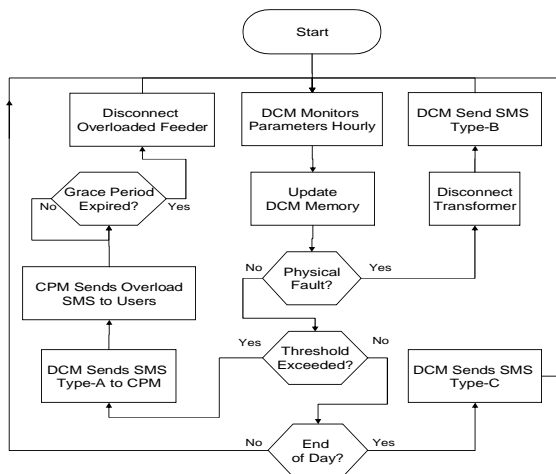 Start
Disconnect
Overloaded Feeder
DCM Monitors
Parameters Hourly
DCM Send SMS
Type-B
Grace Period
Expired?
No
Yes
Update
DCM Memory
Disconnect
Transformer
CPM Sends Overload
SMS to Users
No
Physical
Fault?
Yes
DCM Sends SMS
Type-A to CPM
Yes
Threshold
Exceeded?
No
DCM Sends SMS
Type-C
No
End
of Day?
Yes